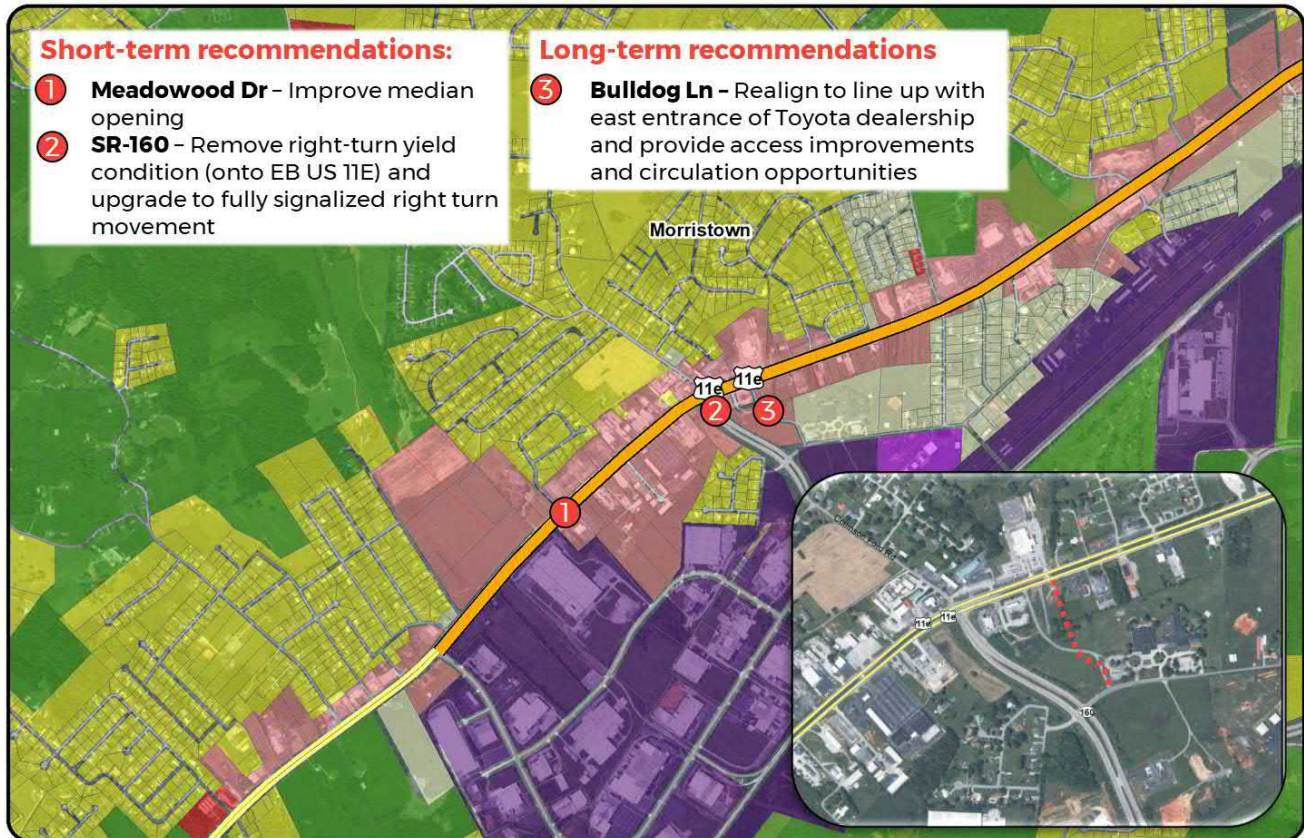 Short-term recommendations:
1 Meadowood Dr – Improve median
opening
2 SR-160 – Remove right-turn yield
condition (onto EB US 11E) and
upgrade to fully signalized right turn
movement
Long-term recommendations
3 Bulldog Ln – Realign to line up with
east entrance of Toyota dealership
and provide access improvements
and circulation opportunities
Morristown
11e
11e
2
3
1
11e
11e
160